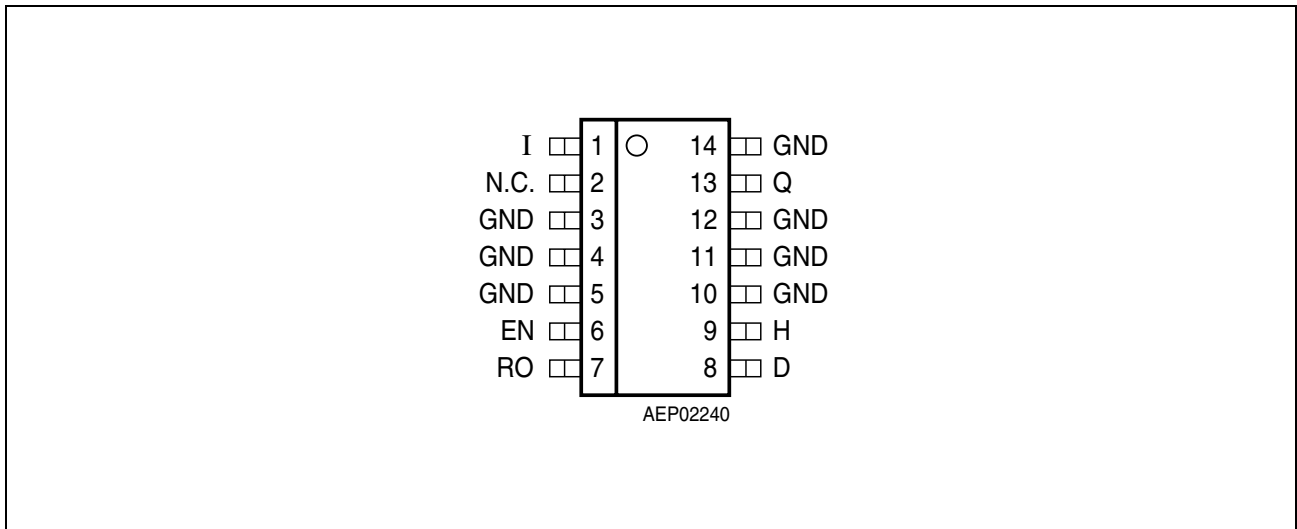 I 1 14 GND
N.C. 2 13 Q
GND 3 12 GND
GND 4 11 GND
GND 5 10 GND
EN 6 9 H
RO 7 8 D
AEP02240